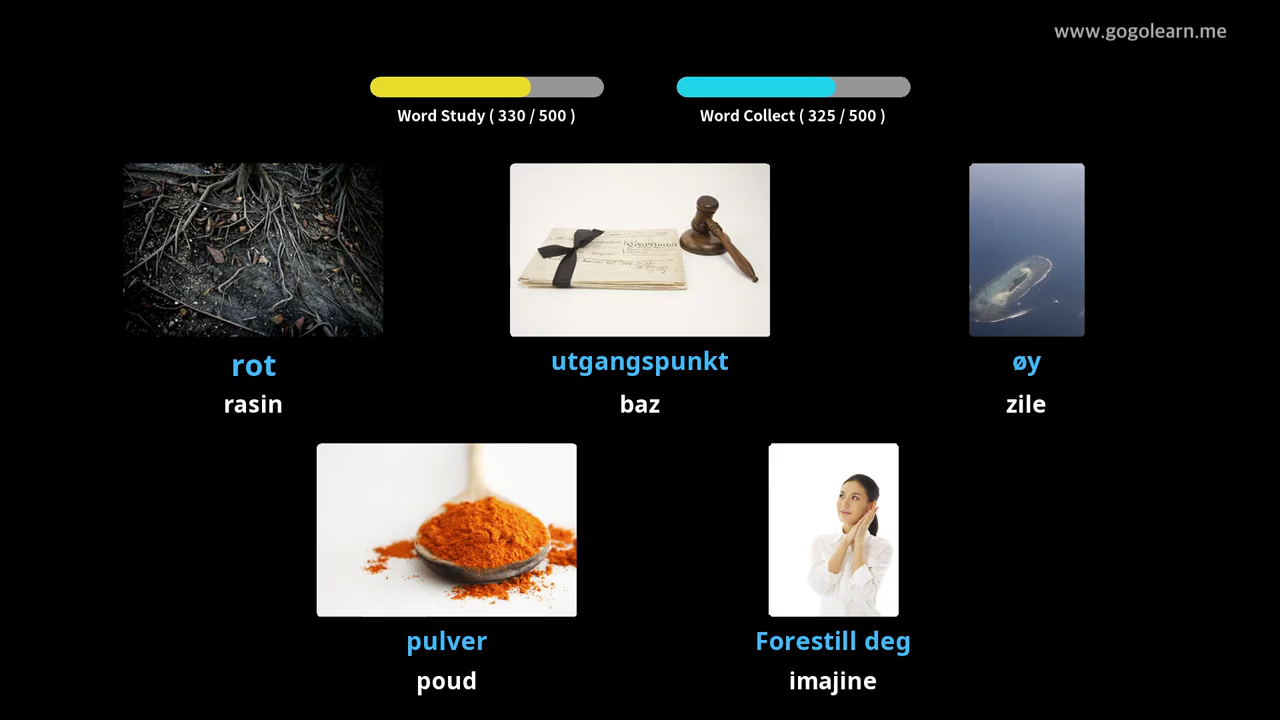 www.gogolearn.me
Word Study ( 330 / 500 )
Word Collect ( 325 / 500 )
rot
rasin
utgangspunkt
baz
øy
zile
pulver
poud
Forestill deg
imajine